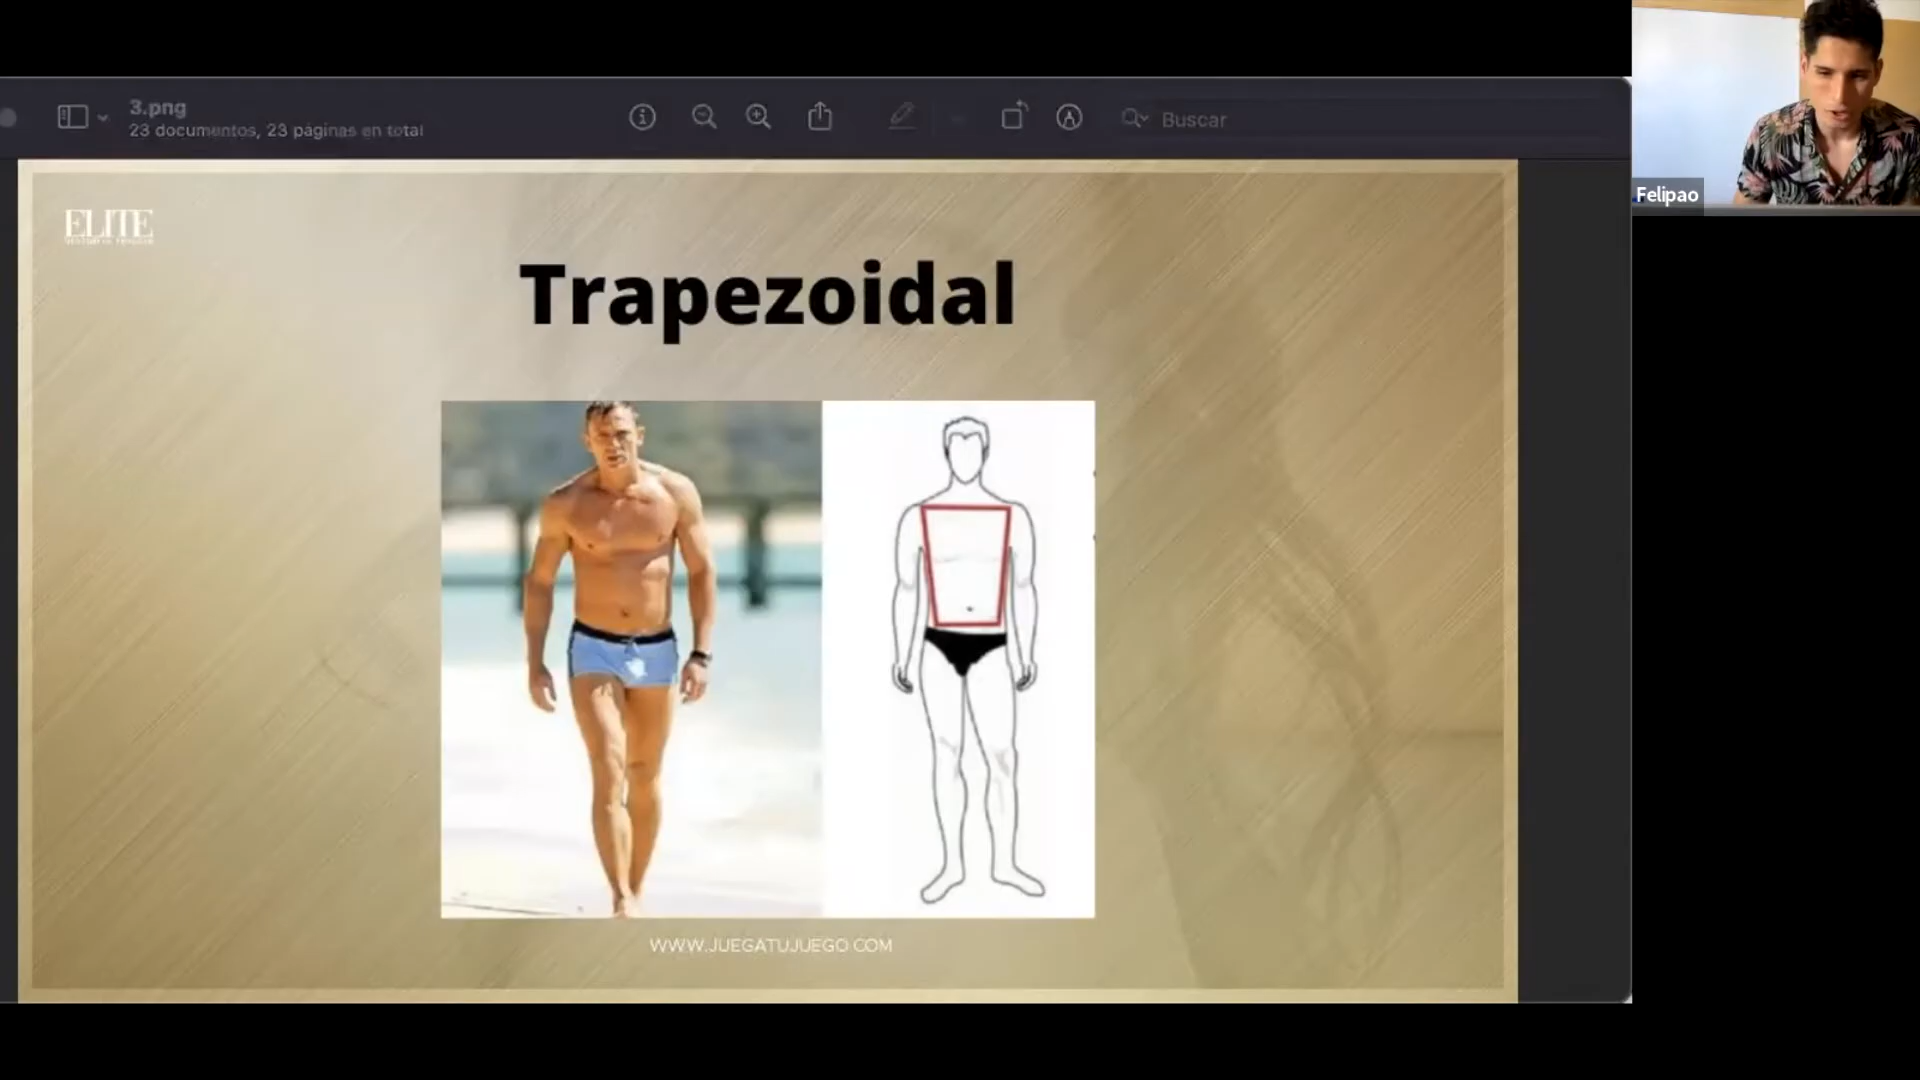 3.png
23 documentos, 23 páginas en total
Buscar
Felipao
ELITE
Trapezoidal
WWW.JUEGATUJUEGO.COM